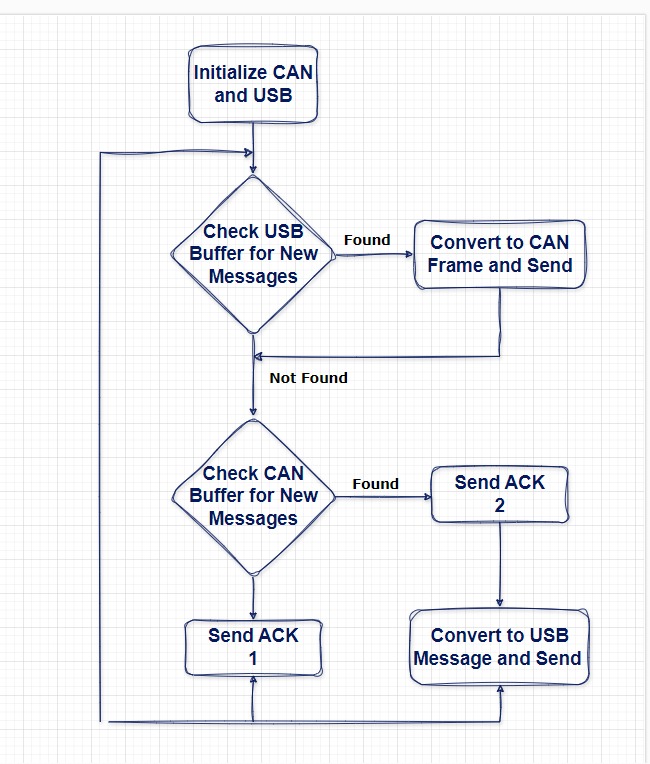 Initialize CAN
and USB
Check USB
Buffer for New
Messages
Found
Convert to CAN
Frame and Send
Not Found
Check CAN
Buffer for New
Messages
Found
Send ACK
2
Send ACK
1
Convert to USB
Message and Send